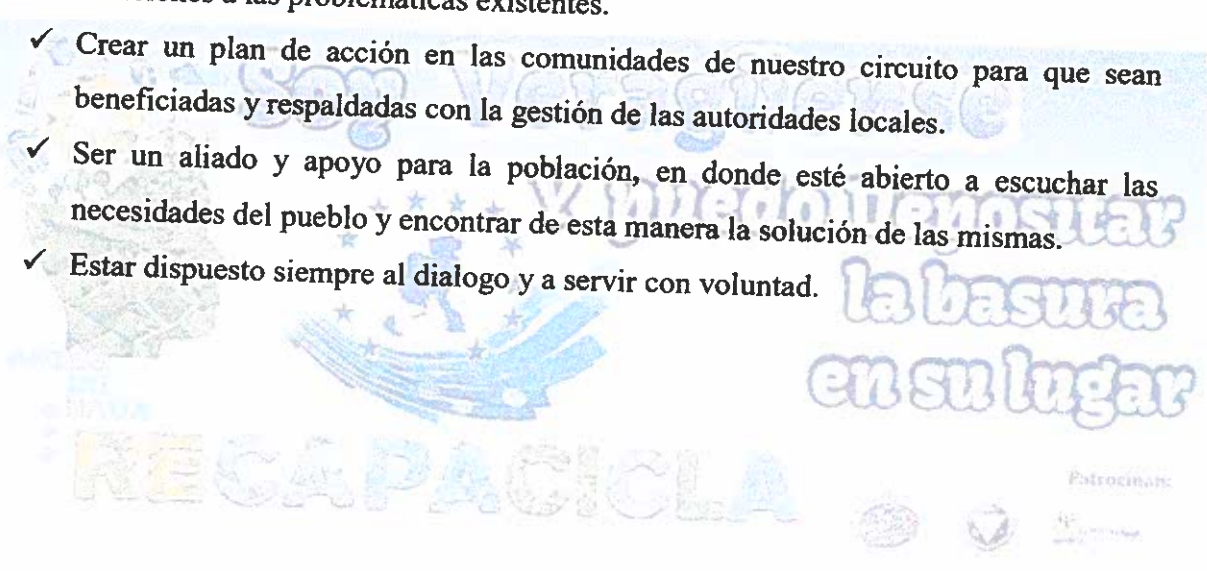 a las problemáticas existentes.
✓ Crear un plan de acción en las comunidades de nuestro circuito para que sean
beneficiadas y respaldadas con la gestión de las autoridades locales.
✓ Ser un aliado y apoyo para la población, en donde esté abierto a escuchar las
necesidades del pueblo y encontrar de esta manera la solución de las mismas.
✓ Estar dispuesto siempre al dialogo y a servir con voluntad.
Soy Veragüense
y puedo depositar
la basura
en su lugar
RECAPACICLA
Patrocinan: